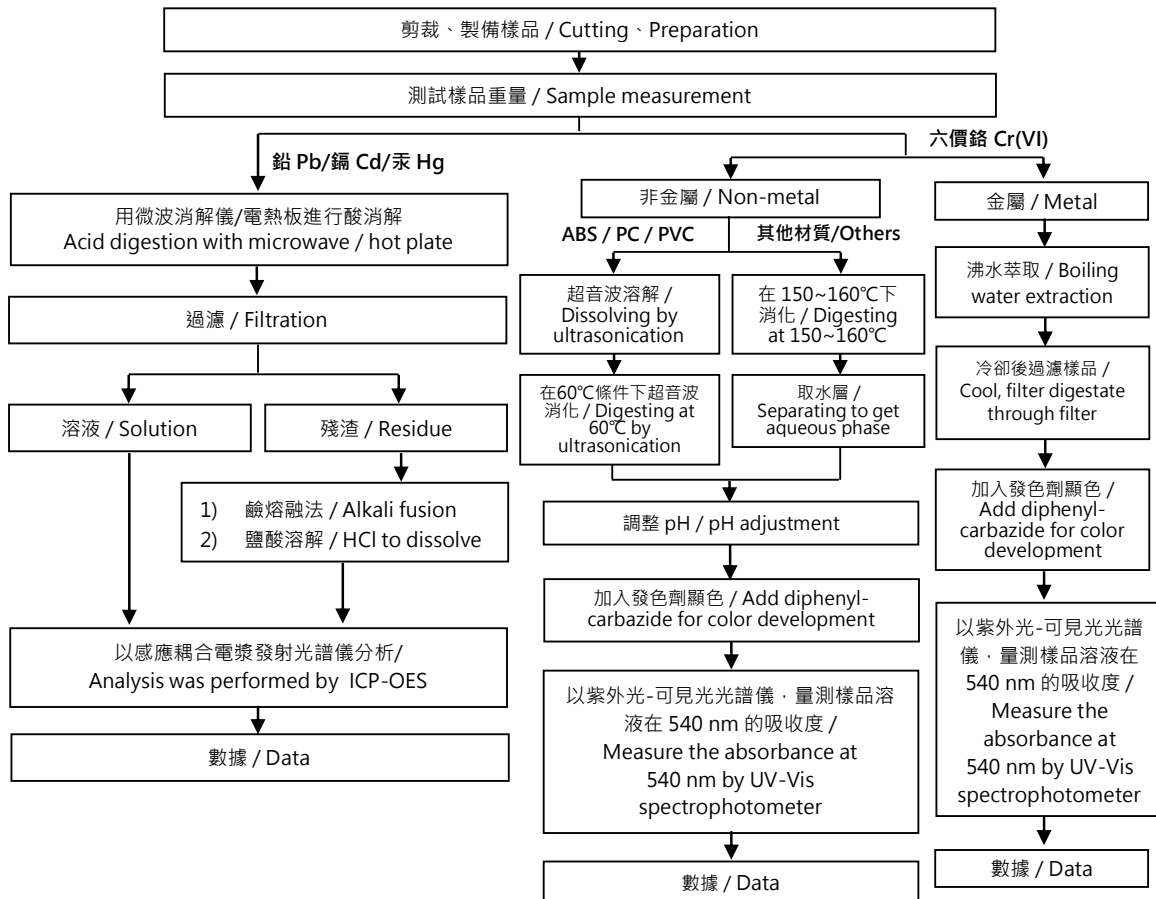 剪裁、製備樣品 / Cutting、Preparation
測試樣品重量 / Sample measurement
鉛 Pb/鎘 Cd/汞 Hg
用微波消解儀/電熱板進行酸消解
Acid digestion with microwave / hot plate
過濾 / Filtration
溶液 / Solution
殘渣 / Residue
1) 鹼熔融法 / Alkali fusion
2) 鹽酸溶解 / HCl to dissolve
以感應耦合電漿發射光譜儀分析/
Analysis was performed by ICP-OES
數據 / Data
六價鉻 Cr(VI)
非金屬 / Non-metal
ABS / PC / PVC
超音波溶解 /
Dissolving by
ultrasonication
在60℃條件下超音波
消化 / Digesting at
60℃ by
ultrasonication
其他材質/Others
在 150~160℃下
消化 / Digesting
at 150~160℃
取水層 /
Separating to get
aqueous phase
調整 pH / pH adjustment
加入發色劑顯色 / Add diphenyl-
carbazide for color development
以紫外光-可見光光譜儀，量測樣品溶
液在 540 nm 的吸收度 /
Measure the absorbance at
540 nm by UV-Vis
spectrophotometer
數據 / Data
金屬 / Metal
沸水萃取 / Boiling
water extraction
冷卻後過濾樣品 /
Cool, filter digestate
through filter
加入發色劑顯色 /
Add diphenyl-
carbazide for color
development
以紫外光-可見光光譜
儀，量測樣品溶液在
540 nm 的吸收度 /
Measure the
absorbance at
540 nm by UV-Vis
spectrophotometer
數據 / Data